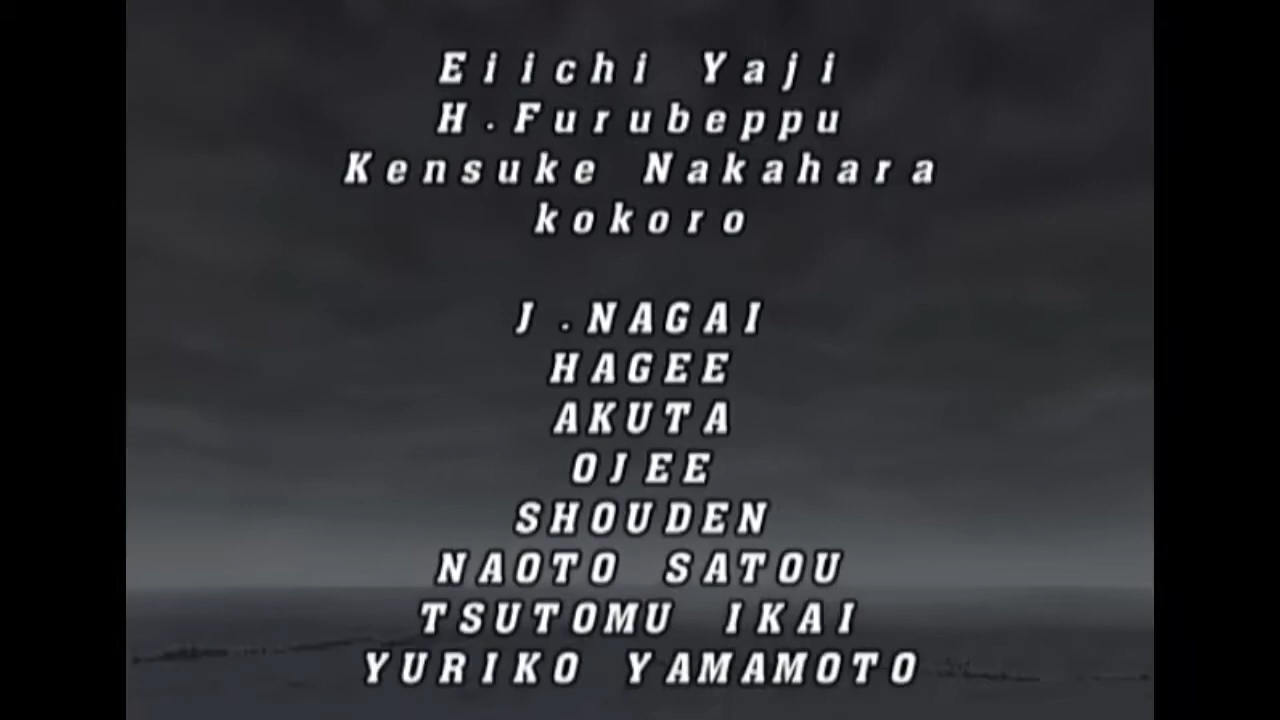 Eiichi Yaji
H.Furubeppu
Kensuke Nakahara
kokoro
J.NAGAI
HAGEE
AKUTA
OJEE
SHOUDEN
NAOTO SATOU
TSUTOMU IKAI
YURIKO YAMAMOTO